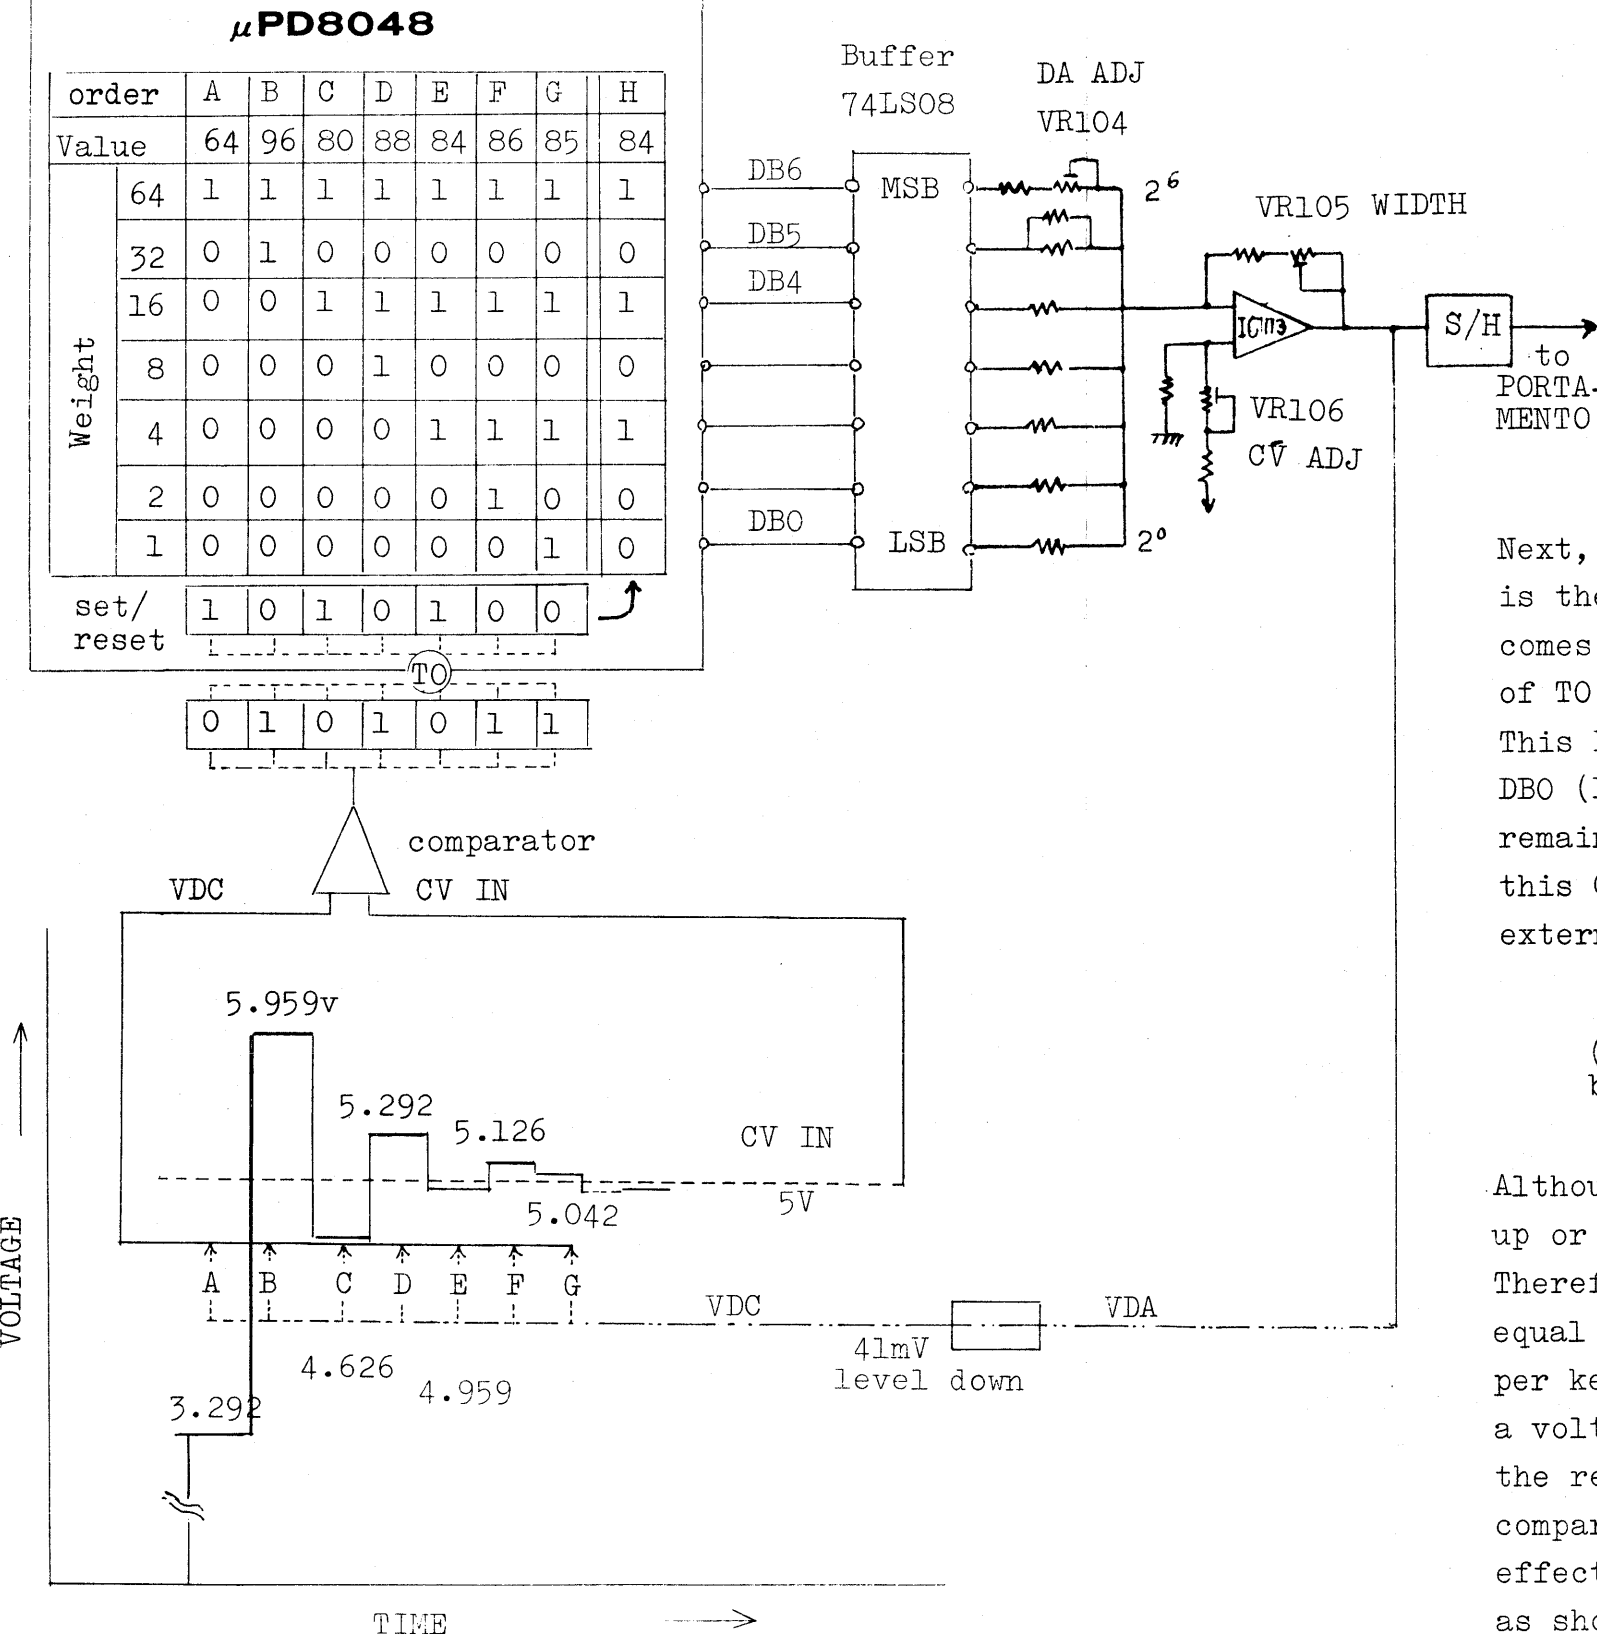 μPD8048
order A B C D E F G H
Value 64 96 80 88 84 86 85 84
Weight
64 1 1 1 1 1 1 1 1
32 0 1 0 0 0 0 0 0
16 0 0 1 1 1 1 1 1
8 0 0 0 1 0 0 0 0
4 0 0 0 0 1 1 1 1
2 0 0 0 0 0 1 0 0
1 0 0 0 0 0 0 1 0
set/
reset
1 0 1 0 1 0 0
TO
0 1 0 1 0 1 1
comparator
VDC
CV IN
Buffer
74LS08
DB6
DB5
DB4
DBO
MSB
LSB
DA ADJ
VR104
2⁶
2⁰
VR105 WIDTH
IC113
VR106
CV ADJ
S/H
to
PORTA-
MENTO
5.959v
5.292
5.126
CV IN
5V
5.042
A B C D E F G
VDC
VDA
41mV
level down
4.626
4.959
3.292
VOLTAGE
TIME
Next,
is the
comes
of TO
This
DBO (
remain
this
extern
Althou
up or
Theref
equal
per ke
a volt
the re
compar
effect
as sho